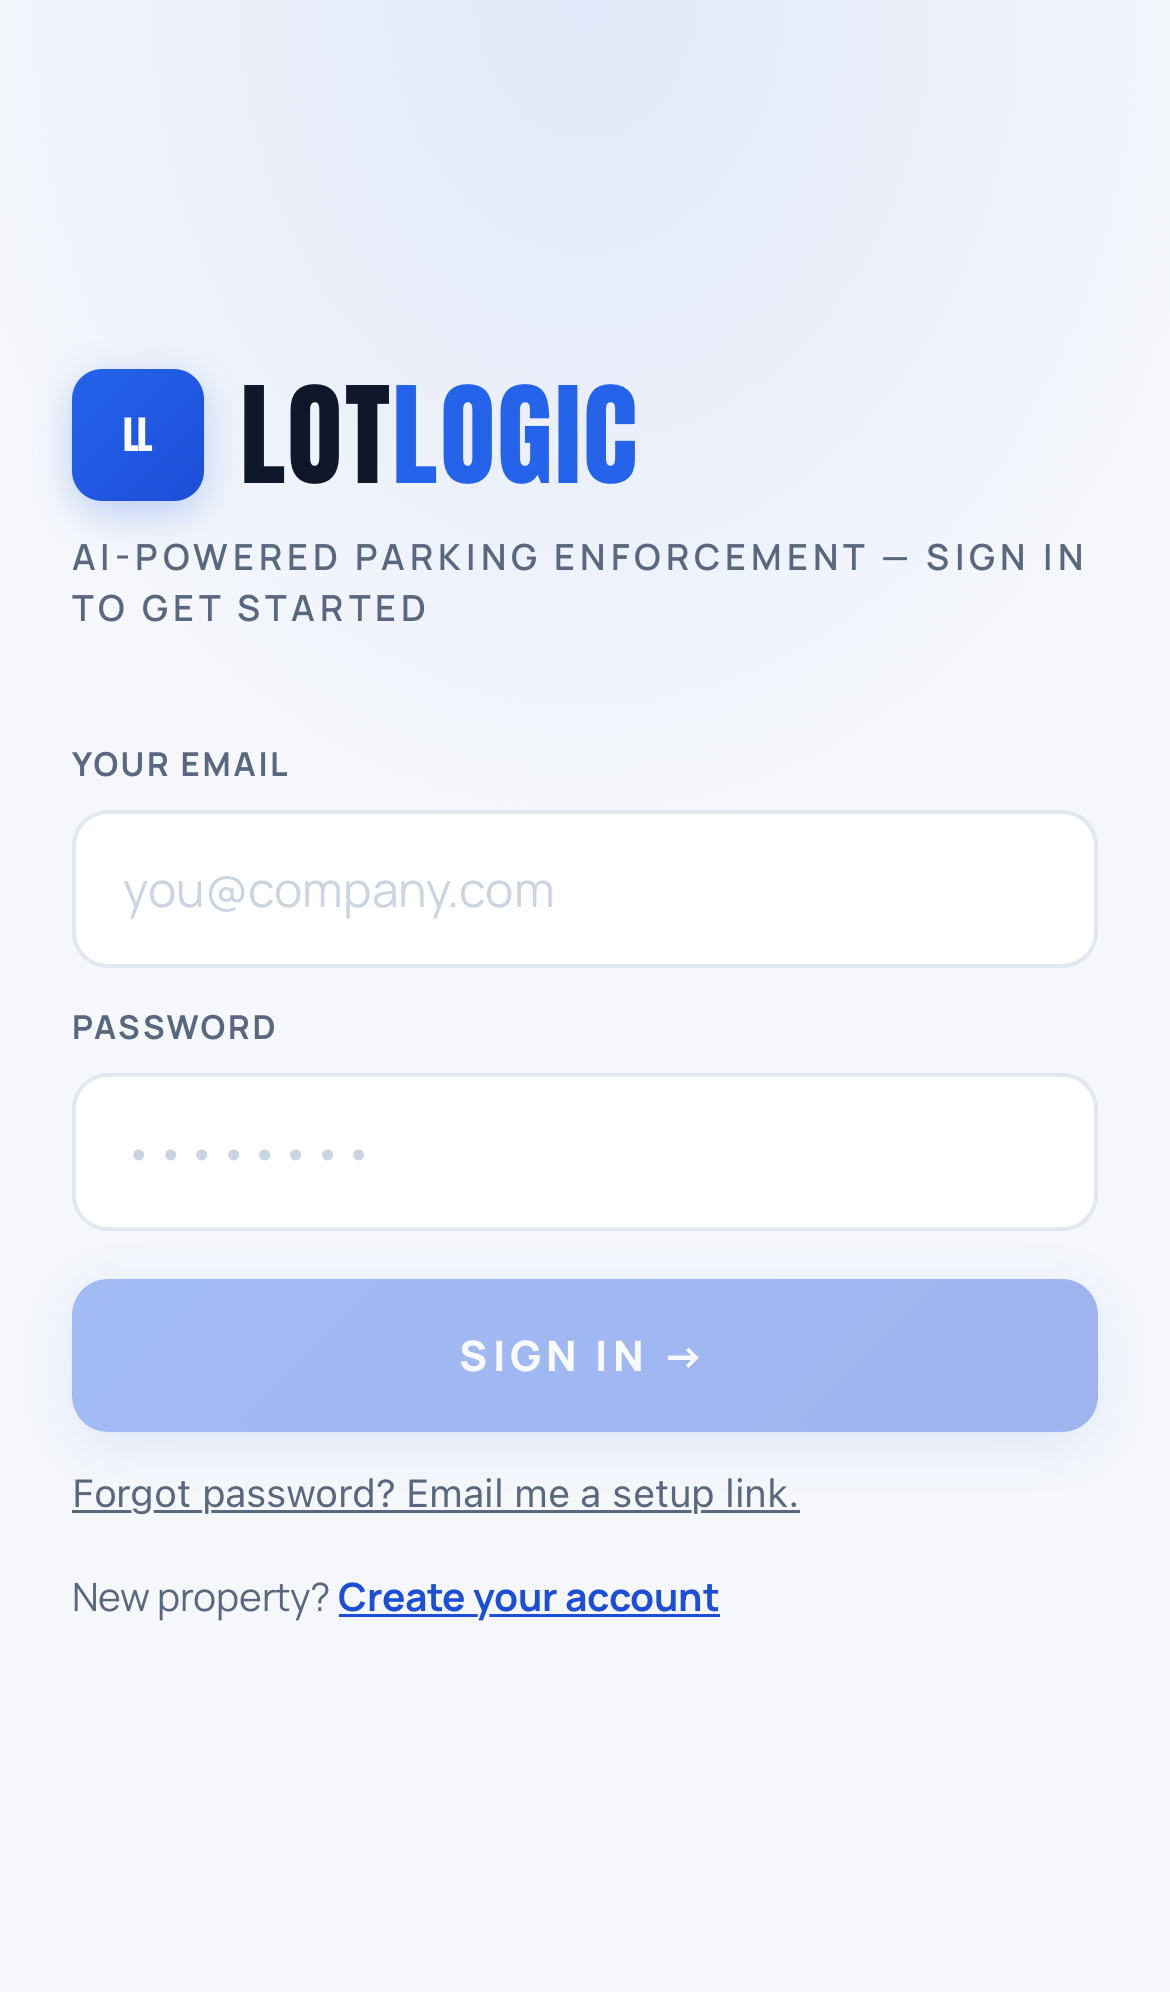 LL LOTLOGIC
AI-POWERED PARKING ENFORCEMENT — SIGN IN
TO GET STARTED
YOUR EMAIL
you@company.com
PASSWORD
••••••••
SIGN IN →
Forgot password? Email me a setup link.
New property? Create your account